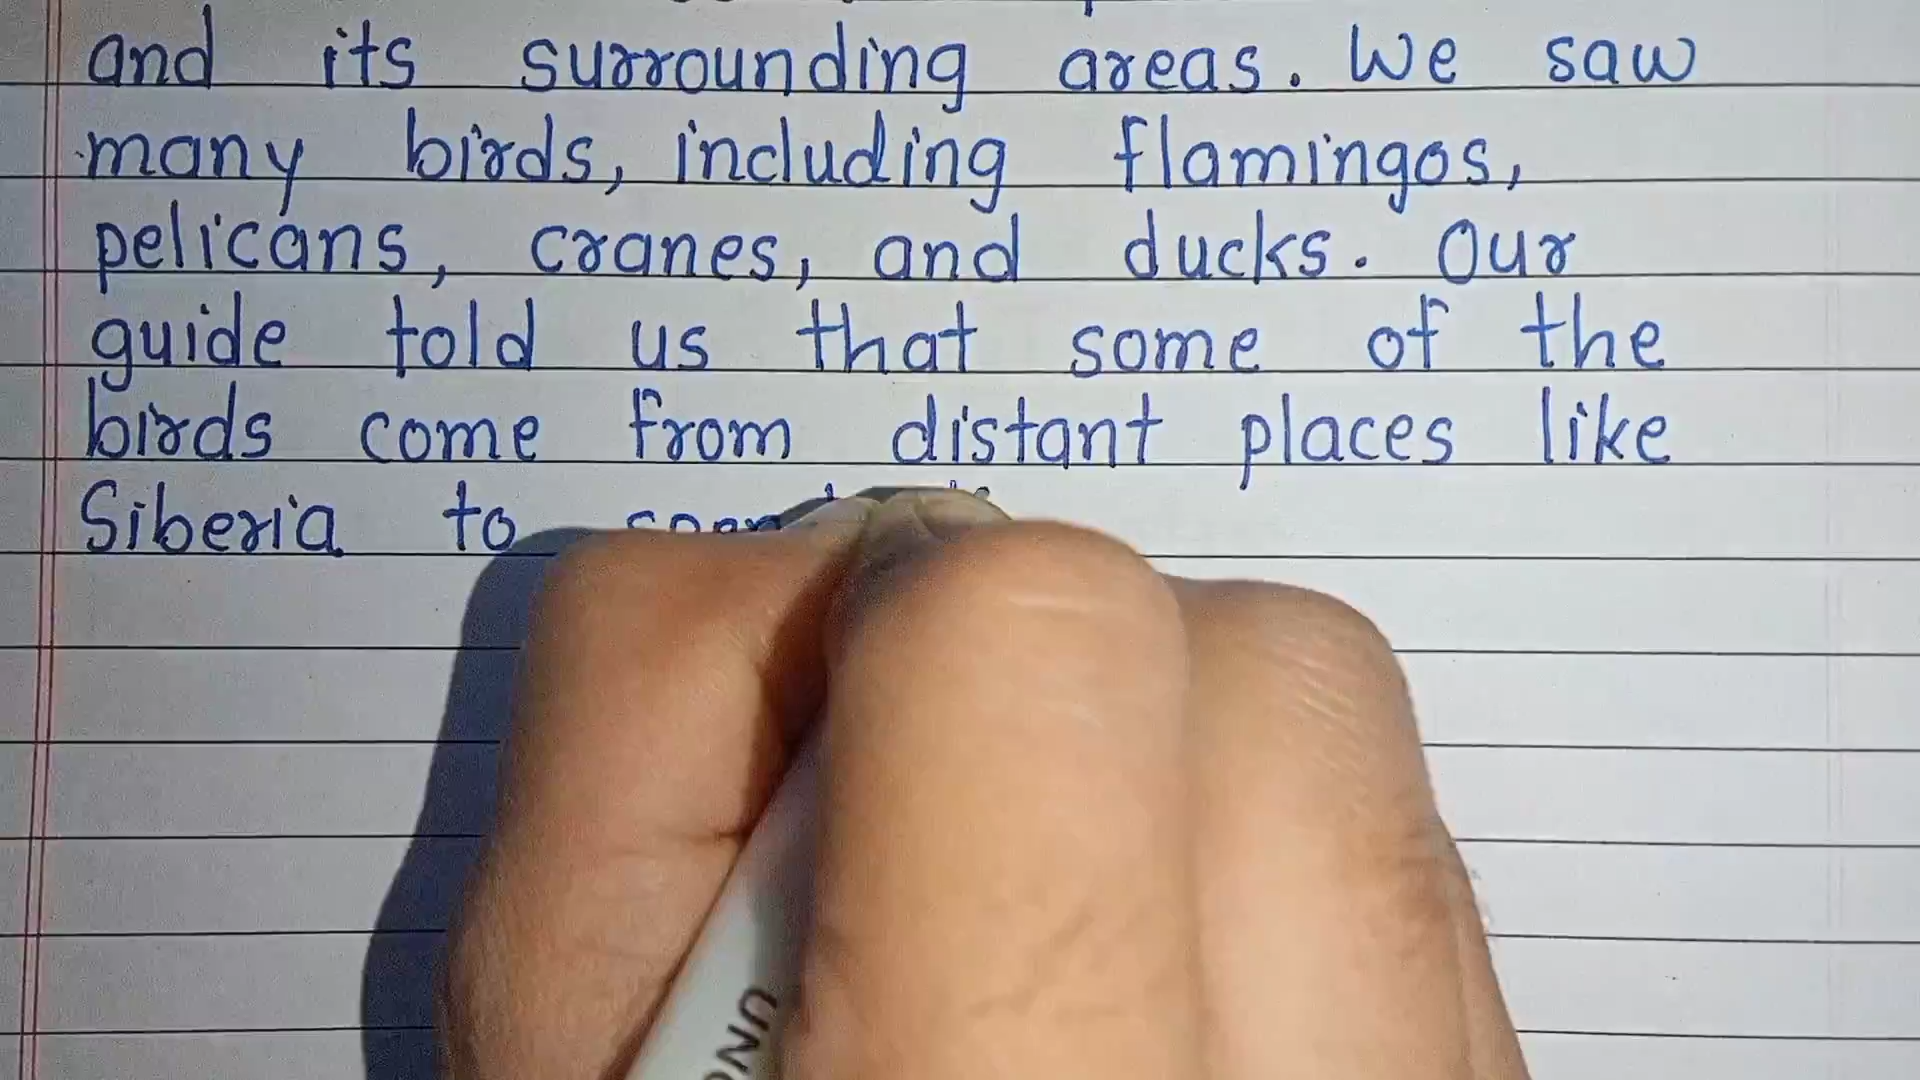 and its surrounding areas. We saw
many birds, including flamingos,
pelicans, cranes, and ducks. Our
guide told us that some of the
birds come from distant places like
Siberia to